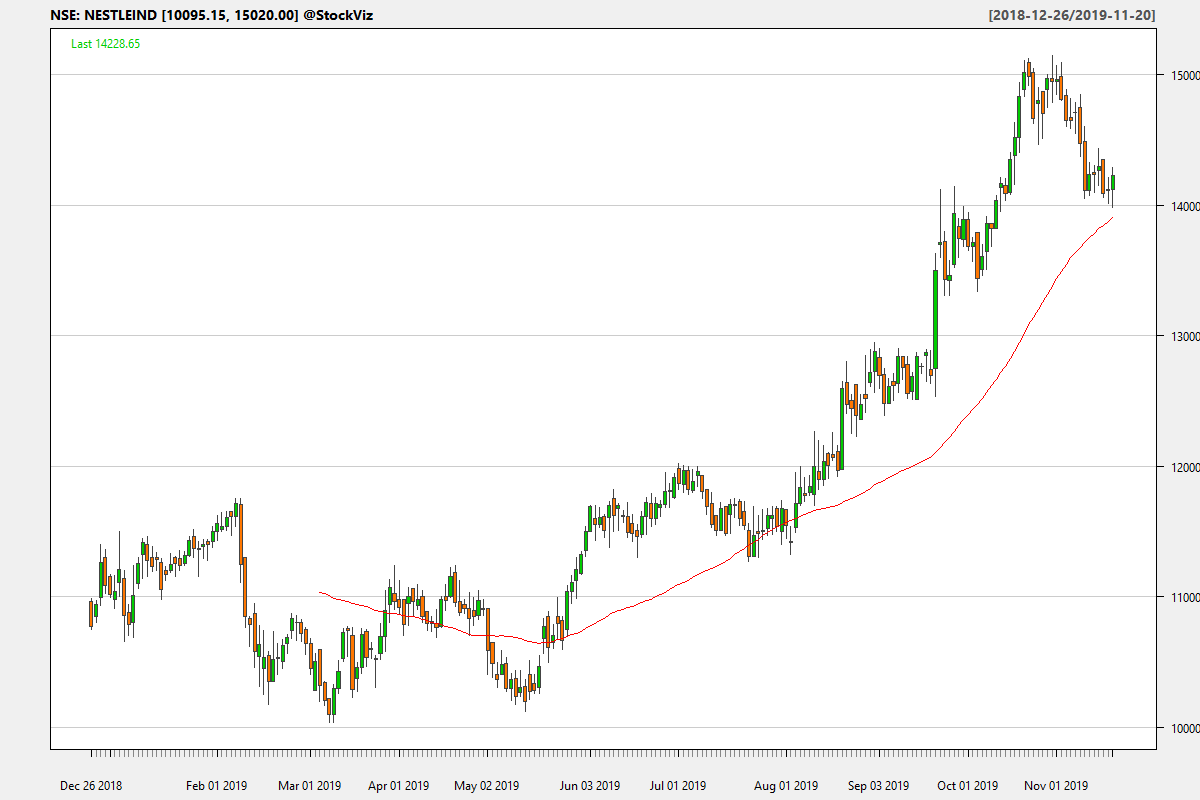 NSE: NESTLEIND [10095.15, 15020.00] @StockViz
[2018-12-26/2019-11-20]
Last 14228.65
15000
14000
13000
12000
11000
10000
Dec 26 2018
Feb 01 2019
Mar 01 2019
Apr 01 2019
May 02 2019
Jun 03 2019
Jul 01 2019
Aug 01 2019
Sep 03 2019
Oct 01 2019
Nov 01 2019